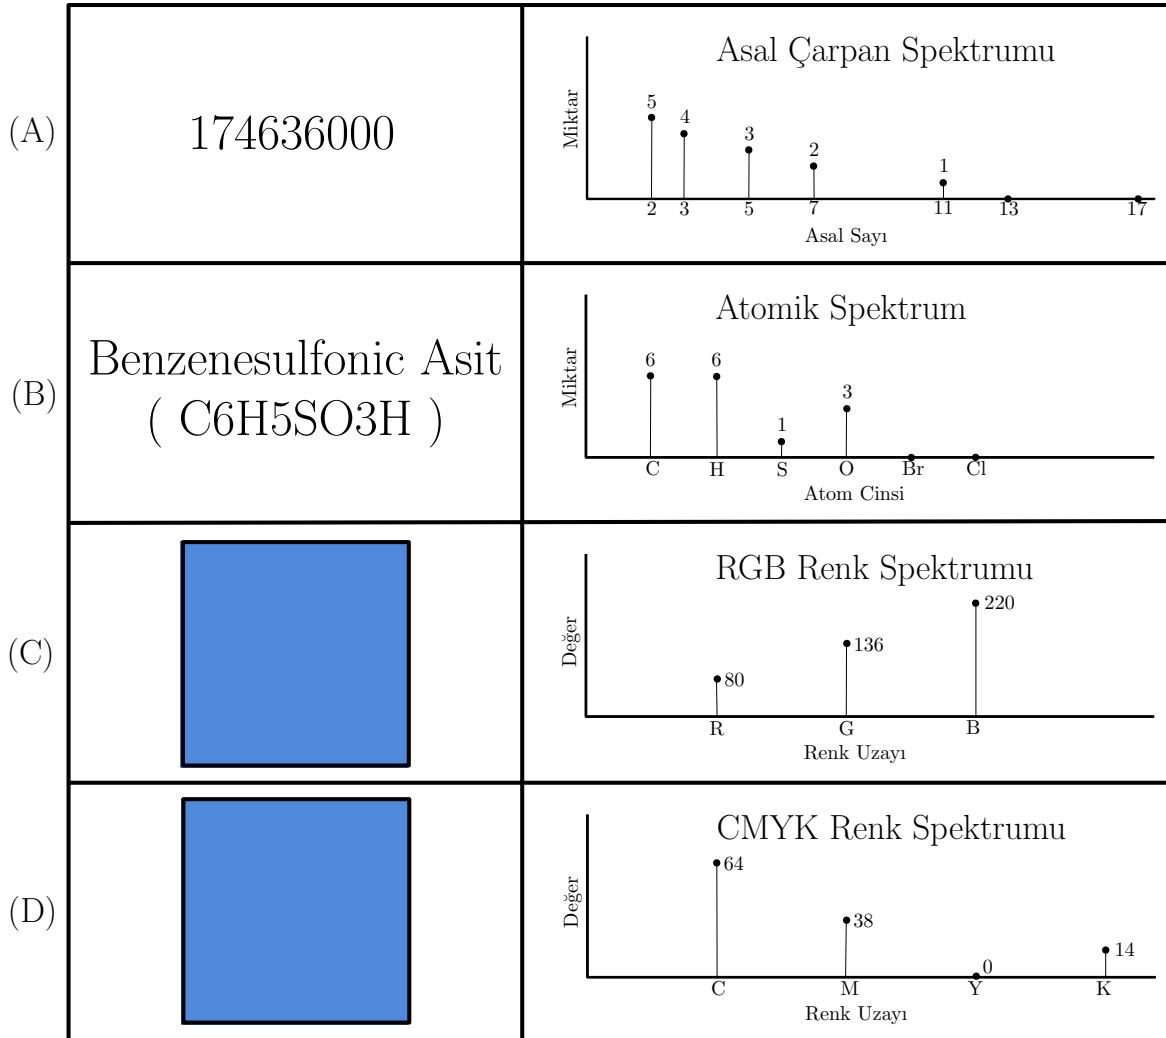 (A)
174636000
Asal Çarpan Spektrumu
Miktar
5
4
3
2
1
2 3 5 7 11 13 17
Asal Sayı
(B)
Benzenesulfonic Asit
( C6H5SO3H )
Atomik Spektrum
Miktar
6 6 1 3
C H S O Br Cl
Atom Cinsi
(C)
RGB Renk Spektrumu
Değer
80
136
220
R G B
Renk Uzayı
(D)
CMYK Renk Spektrumu
Değer
64
38
0
14
C M Y K
Renk Uzayı